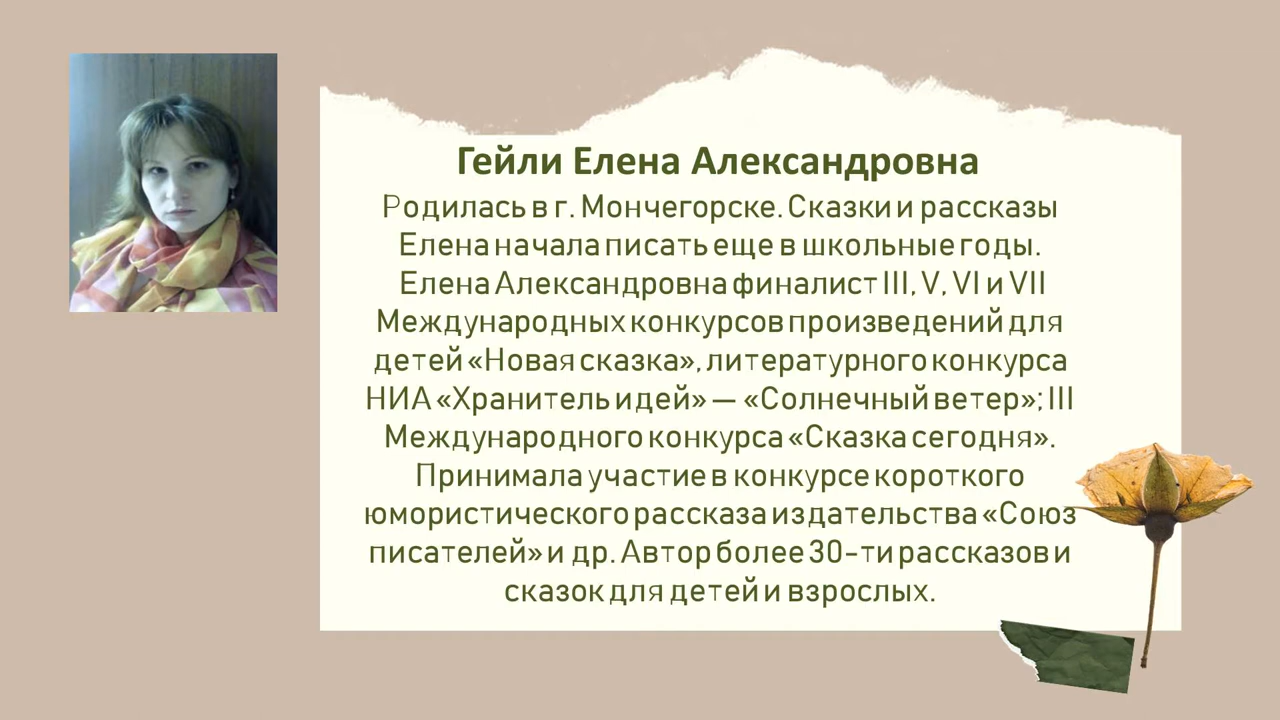 Гейли Елена Александровна
Родилась в г. Мончегорске. Сказки и рассказы
Елена начала писать еще в школьные годы.
Елена Александровна финалист III, V, VI и VII
Международных конкурсов произведений для
детей «Новая сказка», литературного конкурса
НИА «Хранитель идей» — «Солнечный ветер»; III
Международного конкурса «Сказка сегодня».
Принимала участие в конкурсе короткого
юмористического рассказа издательства «Союз
писателей» и др. Автор более 30-ти рассказов и
сказок для детей и взрослых.